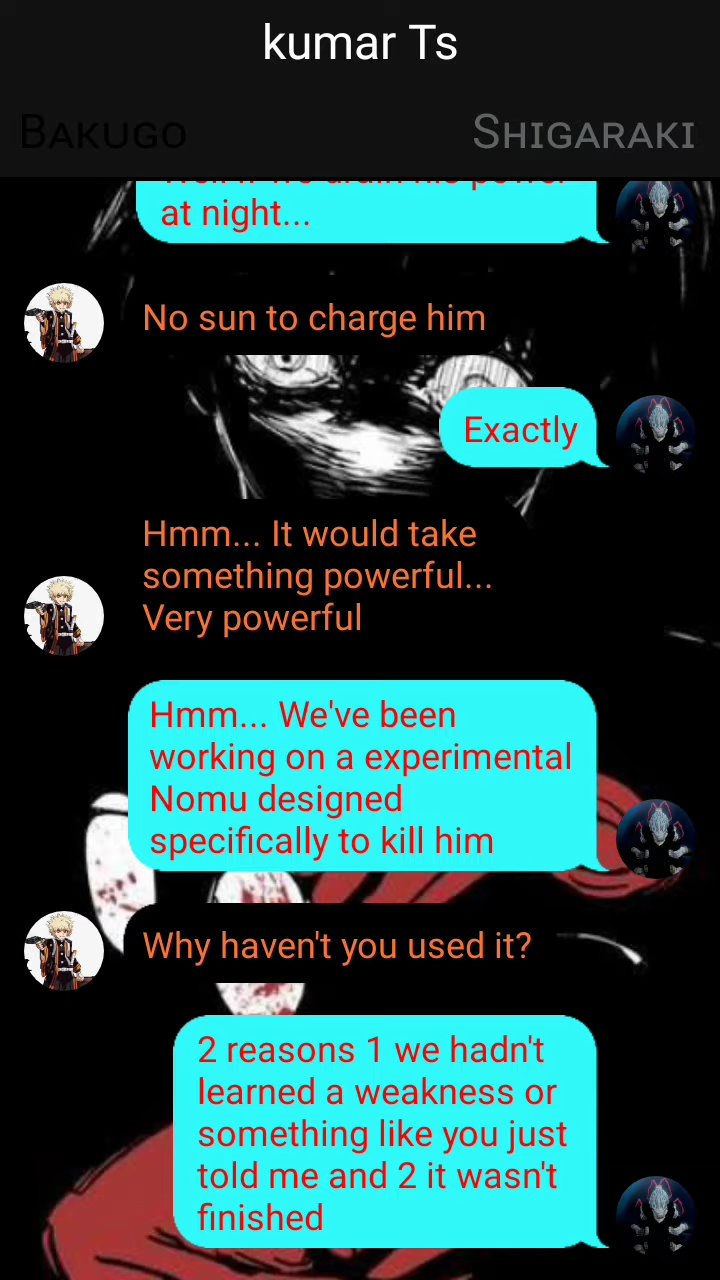 kumar Ts
BAKUGO
SHIGARAKI
at night...
No sun to charge him
Exactly
Hmm... It would take
something powerful...
Very powerful
Hmm... We've been
working on a experimental
Nomu designed
specifically to kill him
Why haven't you used it?
2 reasons 1 we hadn't
learned a weakness or
something like you just
told me and 2 it wasn't
finished